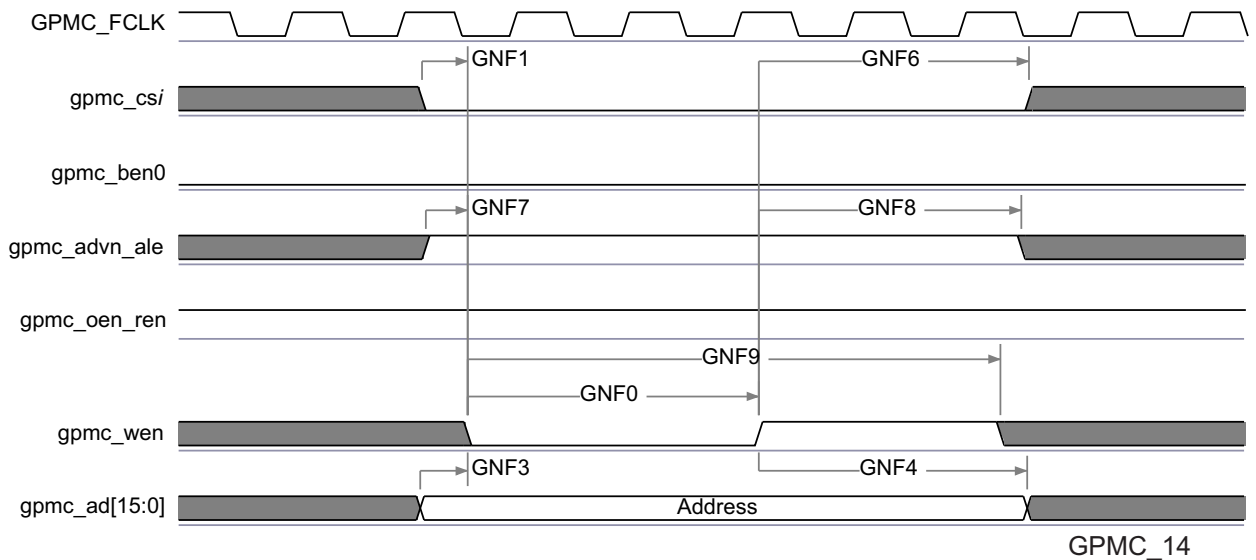 GPMC_FCLK
GNF1
GNF6
gpmc_csi
gpmc_ben0
GNF7
GNF8
gpmc_advn_ale
gpmc_oen_ren
GNF9
GNF0
gpmc_wen
GNF3
GNF4
gpmc_ad[15:0]
Address
GPMC_14